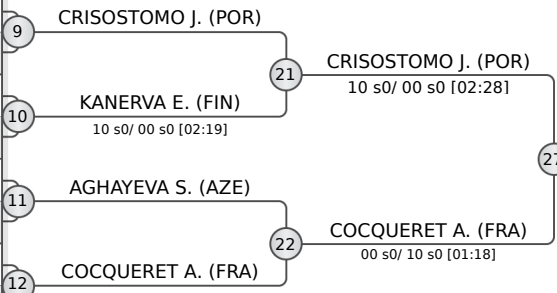 9
CRISOSTOMO J. (POR)
21
CRISOSTOMO J. (POR)
10 s0/ 00 s0 [02:28]
10
KANERVA E. (FIN)
10 s0/ 00 s0 [02:19]
27
11
AGHAYEVA S. (AZE)
22
COCQUERET A. (FRA)
00 s0/ 10 s0 [01:18]
12
COCQUERET A. (FRA)